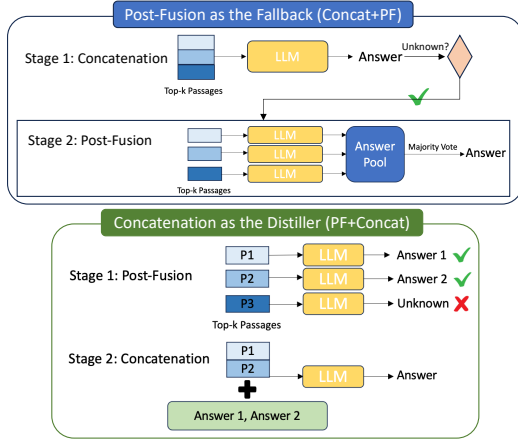 Post-Fusion as the Fallback (Concat+PF)
Stage 1: Concatenation
LLM
Answer
Unknown?
Top-k Passages
Stage 2: Post-Fusion
LLM
LLM
LLM
Answer
Pool
Majority Vote
Answer
Top-k Passages
Concatenation as the Distiller (PF+Concat)
Stage 1: Post-Fusion
P1
LLM
Answer 1
P2
LLM
Answer 2
P3
LLM
Unknown
Top-k Passages
Stage 2: Concatenation
P1
P2
LLM
Answer
Answer 1, Answer 2